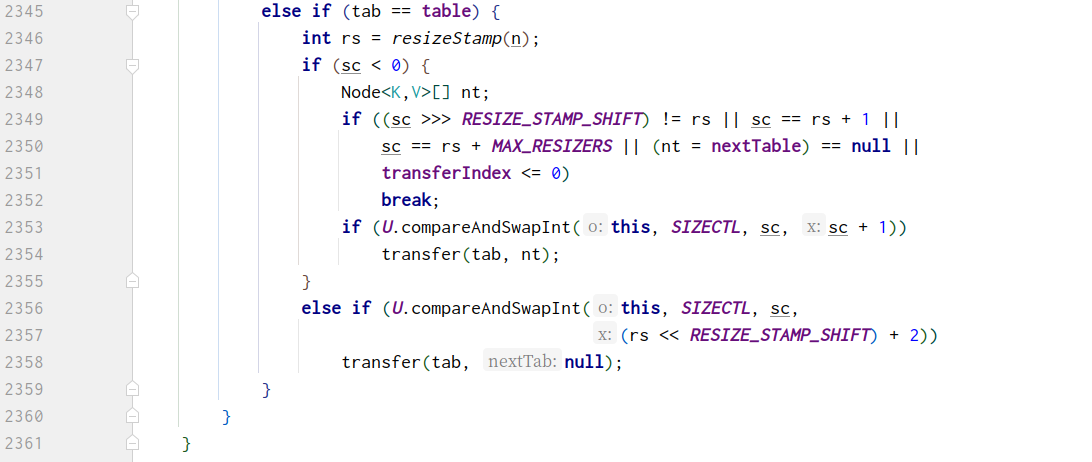 2345 else if (tab == table) {
2346 int rs = resizeStamp(n);
2347 if (sc < 0) {
2348 Node<K,V>[] nt;
2349 if ((sc >>> RESIZE_STAMP_SHIFT) != rs || sc == rs + 1 ||
2350 sc == rs + MAX_RESIZERS || (nt = nextTable) == null ||
2351 transferIndex <= 0)
2352 break;
2353 if (U.compareAndSwapInt( o: this, SIZECTL, sc, x: sc + 1))
2354 transfer(tab, nt);
2355 }
2356 else if (U.compareAndSwapInt( o: this, SIZECTL, sc,
2357 x: (rs << RESIZE_STAMP_SHIFT) + 2))
2358 transfer(tab, nextTab: null);
2359 }
2360 }
2361 }